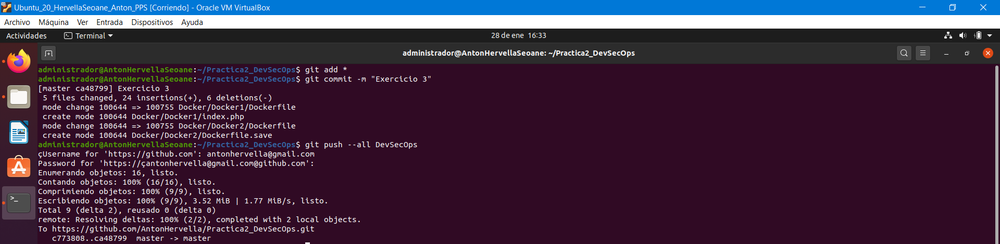 Ubuntu_20_HervellaSeoane_Anton_PPS [Corriendo] - Oracle VM VirtualBox
Archivo Máquina Ver Entrada Dispositivos Ayuda
Actividades Terminal 28 de ene 16:33
administrador@AntonHervellaSeoane: ~/Practica2_DevSecOps
administrador@AntonHervellaSeoane:~/Practica2_DevSecOps$ git add *
administrador@AntonHervellaSeoane:~/Practica2_DevSecOps$ git commit -m "Exercicio 3"
[master ca48799] Exercicio 3
 5 files changed, 24 insertions(+), 6 deletions(-)
 mode change 100644 => 100755 Docker/Docker1/Dockerfile
 create mode 100644 Docker/Docker1/index.php
 mode change 100644 => 100755 Docker/Docker2/Dockerfile
 create mode 100644 Docker/Docker2/Dockerfile.save
administrador@AntonHervellaSeoane:~/Practica2_DevSecOps$ git push --all DevSecOps
çUsername for 'https://github.com': antonhervella@gmail.com
Password for 'https://çantonhervella@gmail.com@github.com':
Enumerando objetos: 16, listo.
Contando objetos: 100% (16/16), listo.
Comprimiendo objetos: 100% (9/9), listo.
Escribiendo objetos: 100% (9/9), 3.52 MiB | 1.77 MiB/s, listo.
Total 9 (delta 2), reusado 0 (delta 0)
remote: Resolving deltas: 100% (2/2), completed with 2 local objects.
To https://github.com/AntonHervella/Practica2_DevSecOps.git
   c773808..ca48799  master -> master